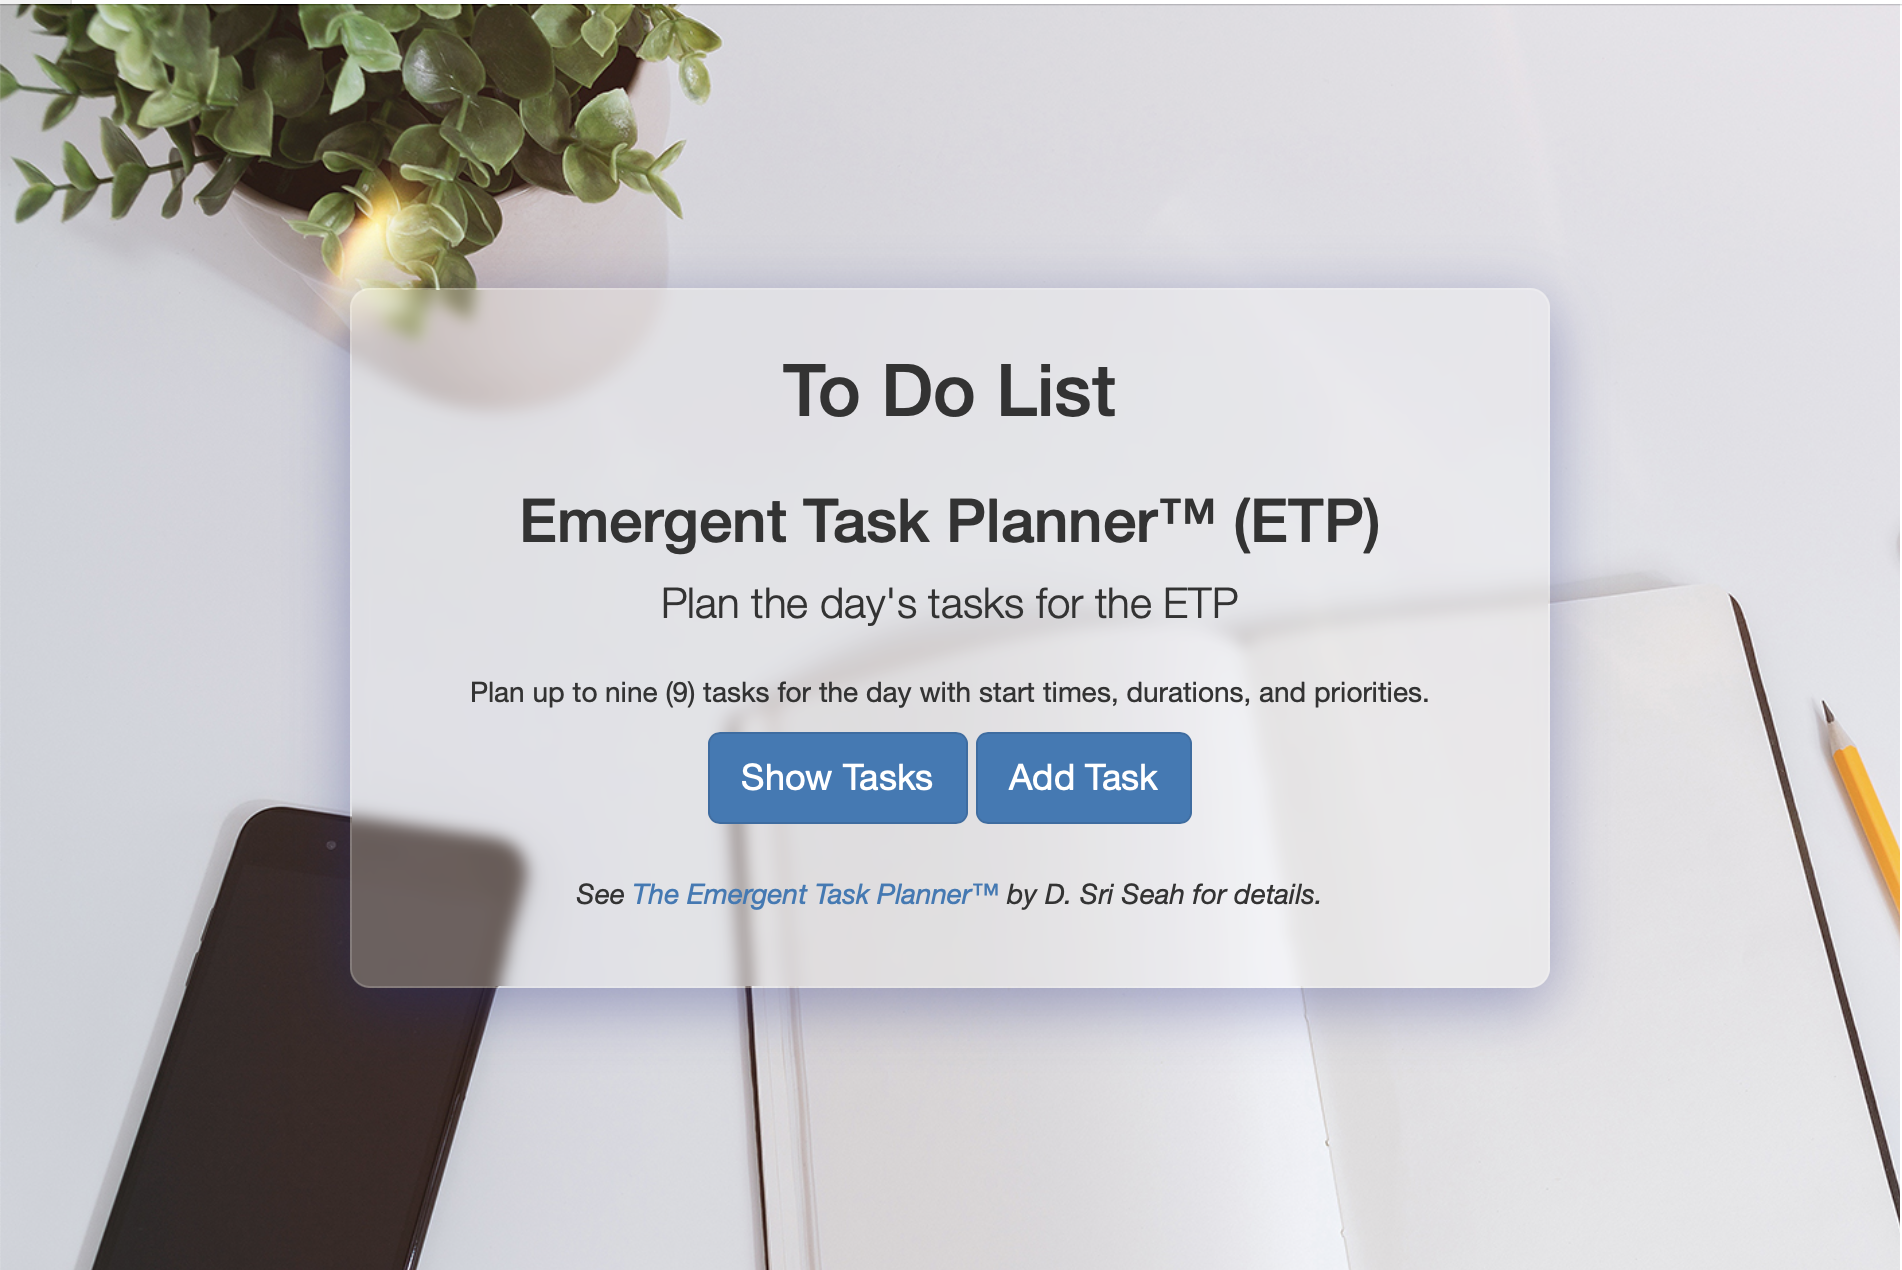 To Do List
Emergent Task Planner™ (ETP)
Plan the day's tasks for the ETP
Plan up to nine (9) tasks for the day with start times, durations, and priorities.
Show Tasks Add Task
See The Emergent Task Planner™ by D. Sri Seah for details.